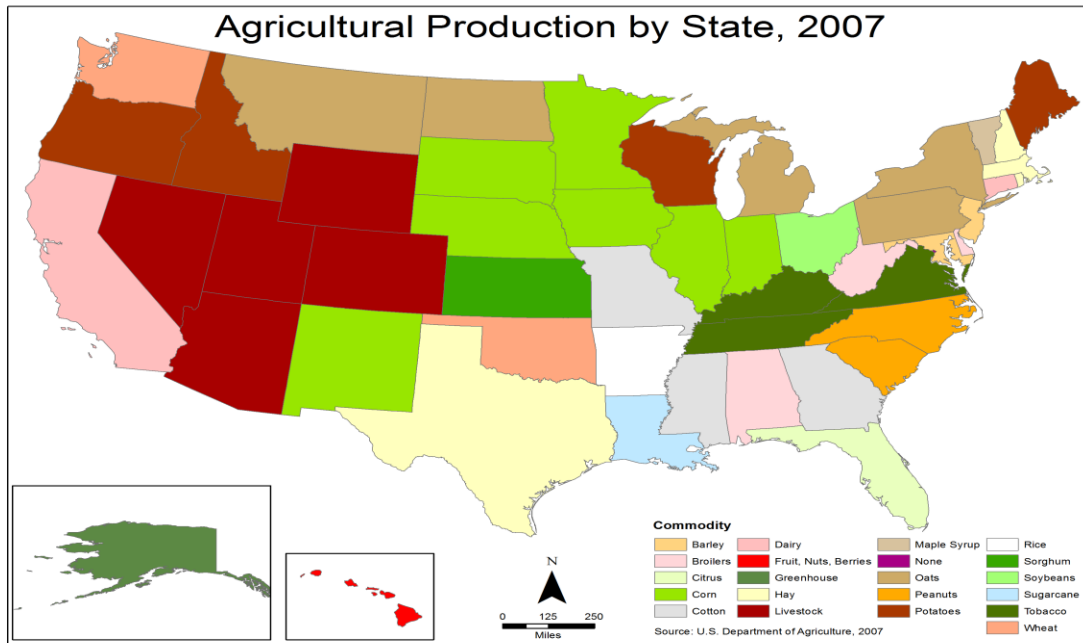 Agricultural Production by State, 2007
N
0 125 250
Miles
Commodity
Barley
Broilers
Citrus
Corn
Cotton
Dairy
Fruit, Nuts, Berries
Greenhouse
Hay
Livestock
Maple Syrup
None
Oats
Peanuts
Potatoes
Rice
Sorghum
Soybeans
Sugarcane
Tobacco
Wheat
Source: U.S. Department of Agriculture, 2007